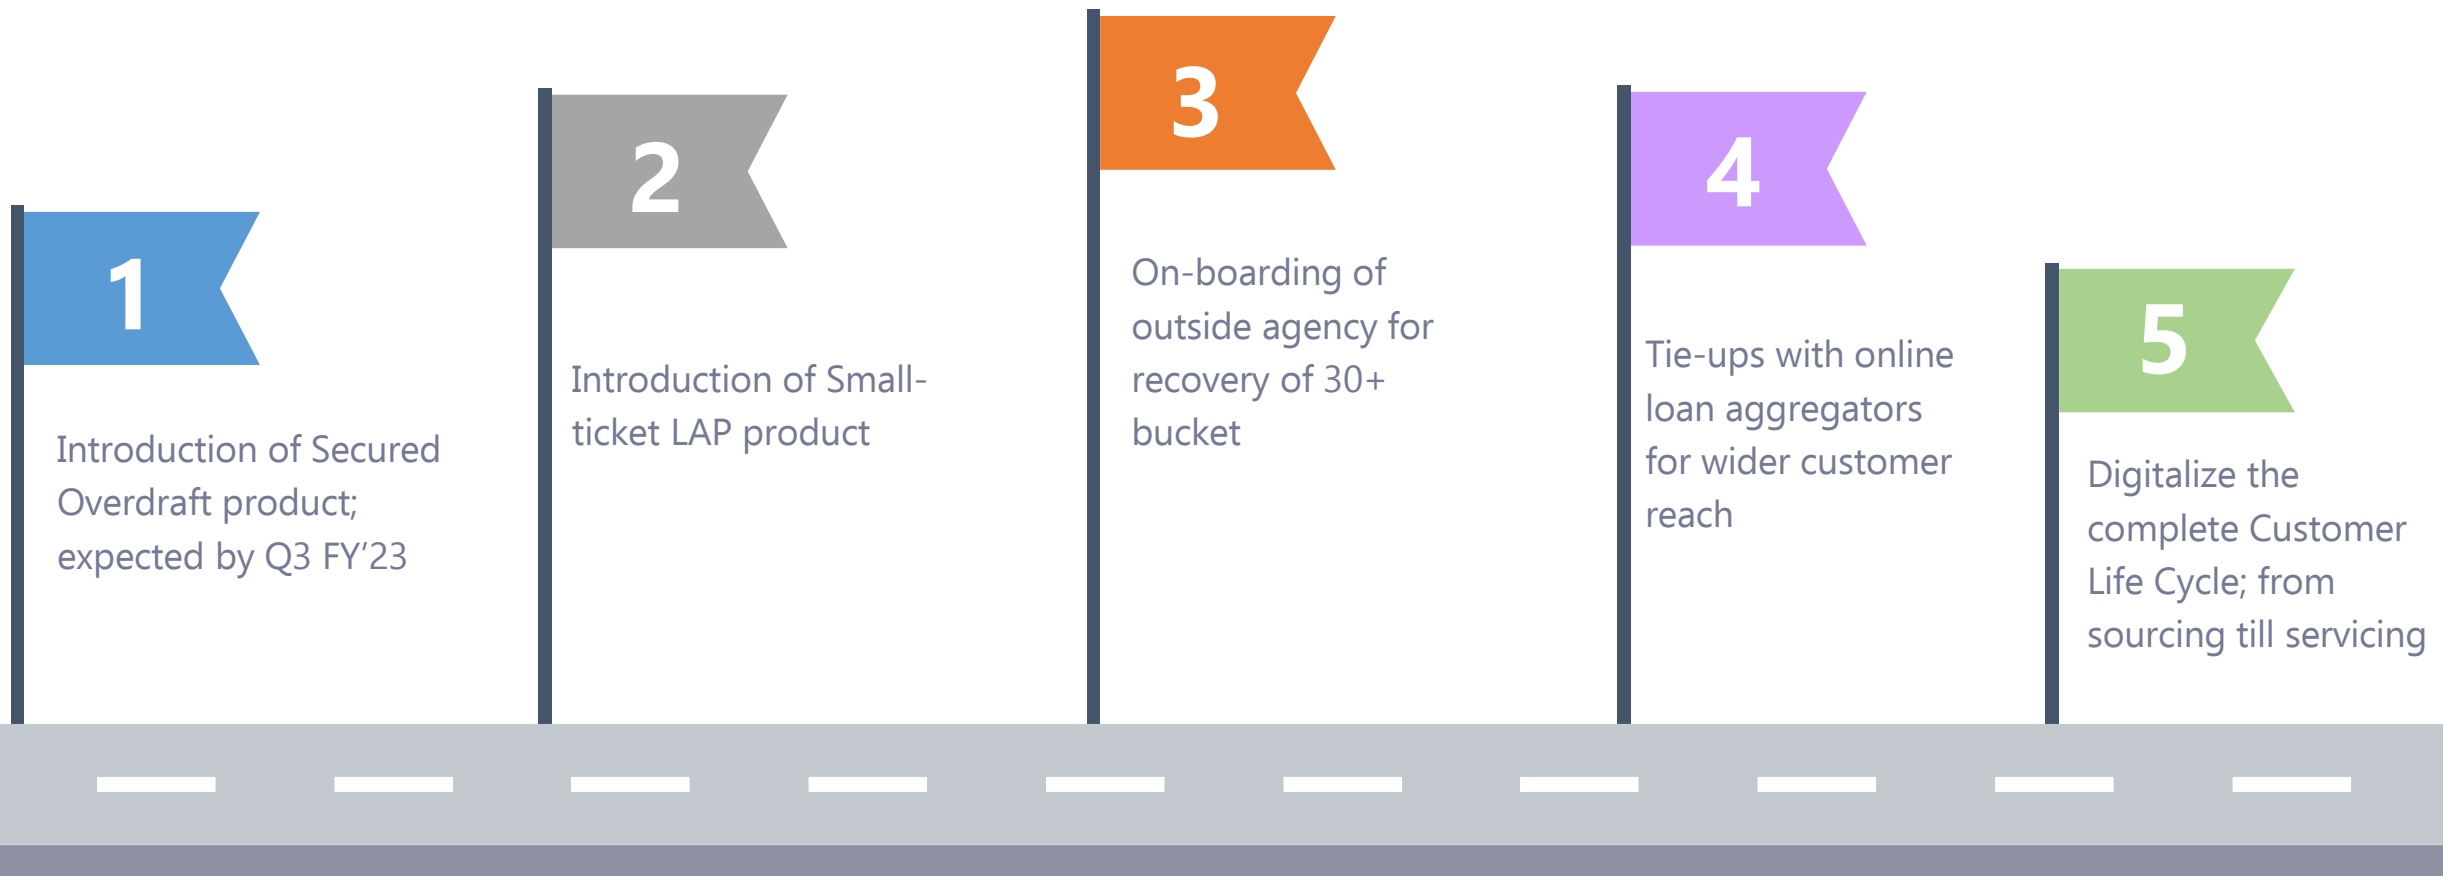 1
Introduction of Secured
Overdraft product;
expected by Q3 FY’23
2
Introduction of Small-
ticket LAP product
3
On-boarding of
outside agency for
recovery of 30+
bucket
4
Tie-ups with online
loan aggregators
for wider customer
reach
5
Digitalize the
complete Customer
Life Cycle; from
sourcing till servicing